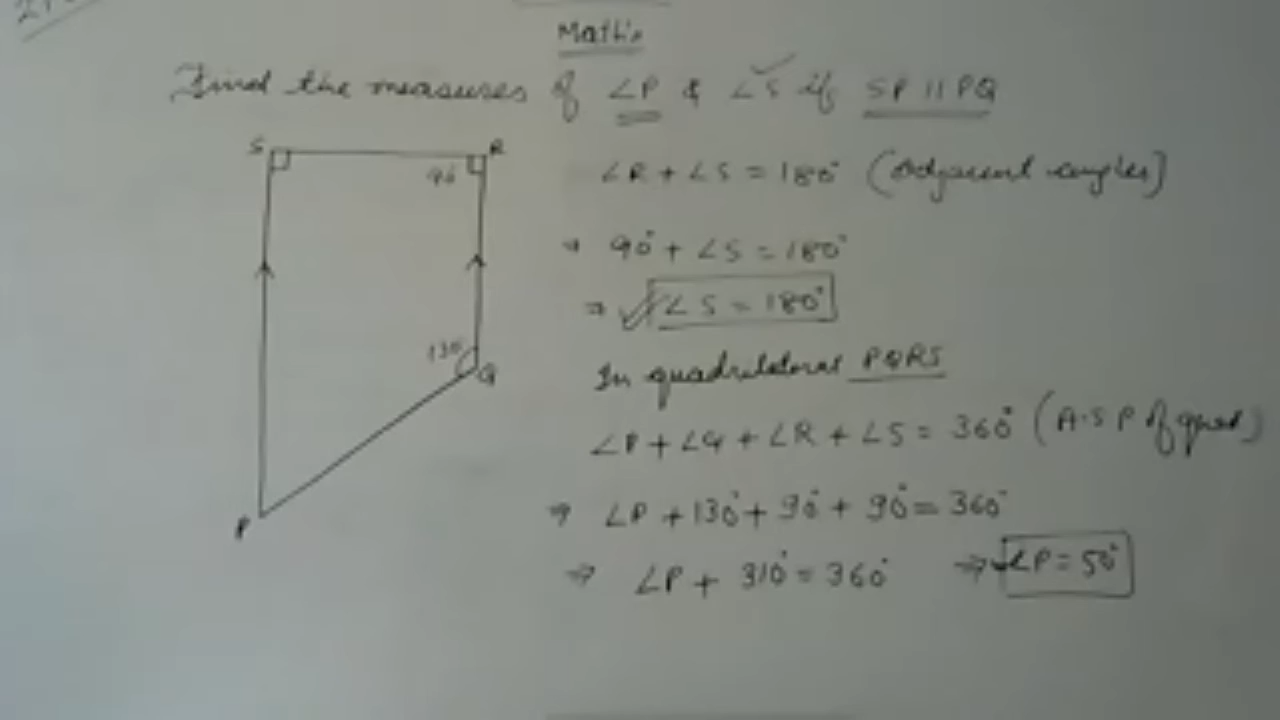 Maths
Find the measures of ∠P & ∠S if SP || PQ
S
R
90°
130°
Q
P
∠R + ∠S = 180° (Adjacent angles)
⇒ 90° + ∠S = 180°
⇒ ∠S = 180°
In quadrilateral PQRS
∠P + ∠Q + ∠R + ∠S = 360° (A.S.P of quad)
⇒ ∠P + 130° + 90° + 90° = 360°
⇒ ∠P + 310° = 360° ⇒ ∠P = 50°